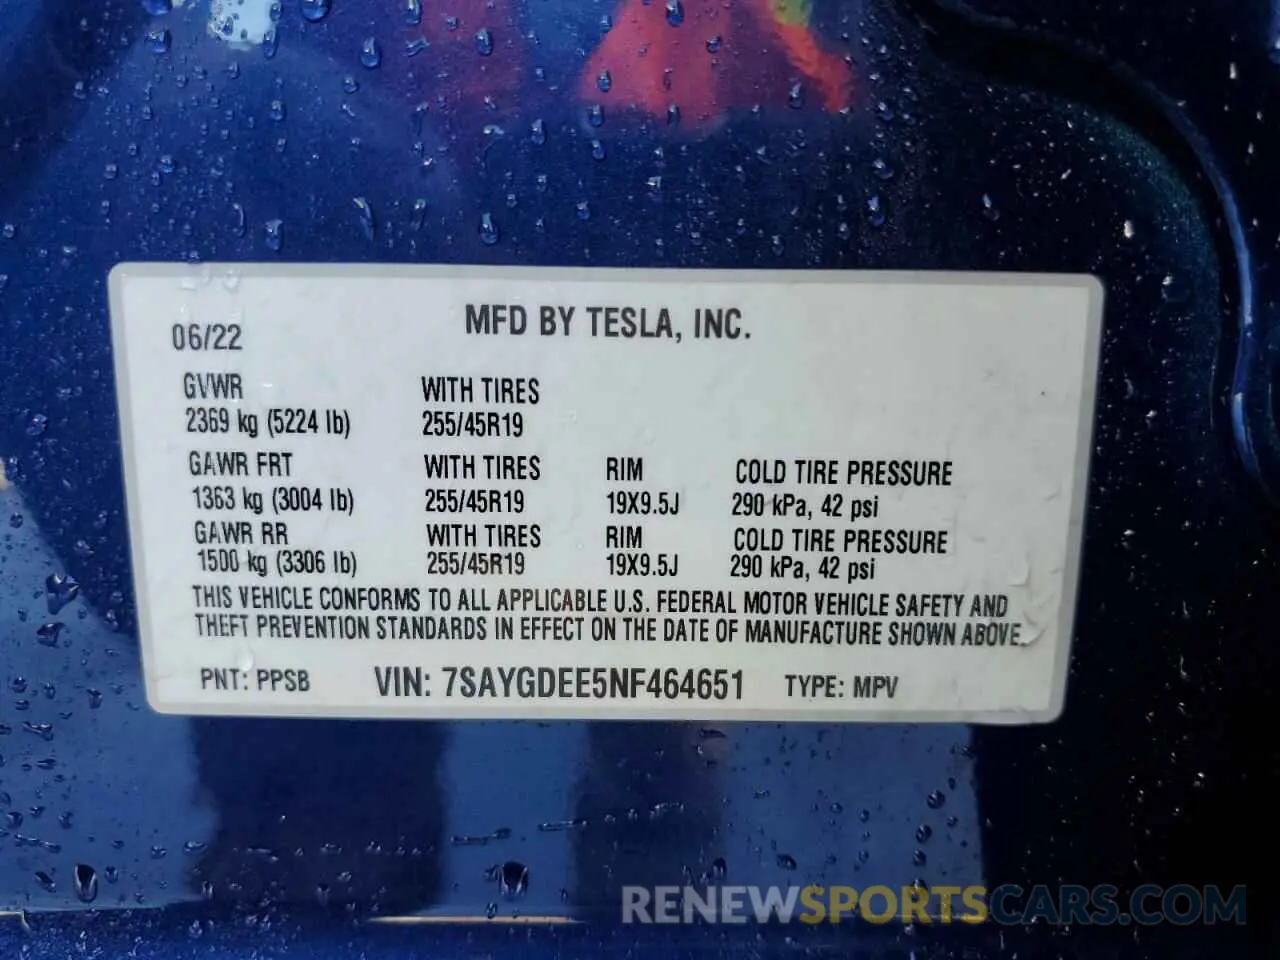 06/22 MFD BY TESLA, INC.
GVWR WITH TIRES
2369 kg (5224 lb) 255/45R19
GAWR FRT WITH TIRES RIM COLD TIRE PRESSURE
1363 kg (3004 lb) 255/45R19 19X9.5J 290 kPa, 42 psi
GAWR RR WITH TIRES RIM COLD TIRE PRESSURE
1500 kg (3306 lb) 255/45R19 19X9.5J 290 kPa, 42 psi
THIS VEHICLE CONFORMS TO ALL APPLICABLE U.S. FEDERAL MOTOR VEHICLE SAFETY AND
THEFT PREVENTION STANDARDS IN EFFECT ON THE DATE OF MANUFACTURE SHOWN ABOVE.
PNT: PPSB VIN: 7SAYGDEE5NF464651 TYPE: MPV
RENEWSPORTSCARS.COM